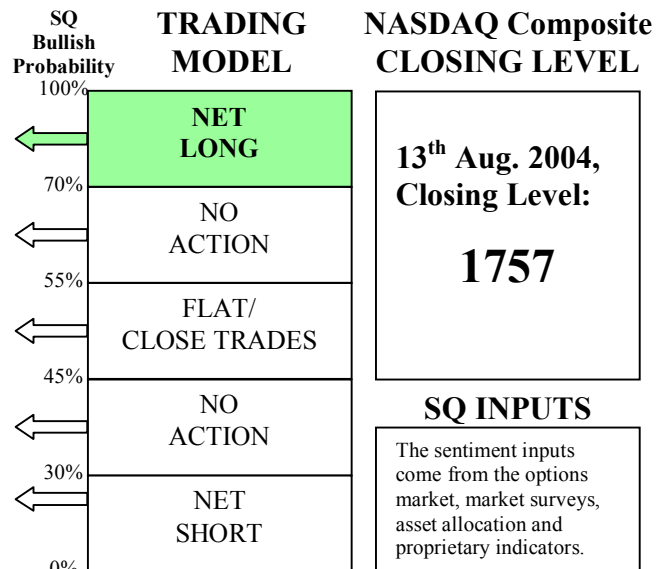 SQ
Bullish
Probability
TRADING
MODEL
NASDAQ Composite
CLOSING LEVEL
100%
NET
LONG
70%
NO
ACTION
55%
FLAT/
CLOSE TRADES
45%
NO
ACTION
30%
NET
SHORT
0%
13th Aug. 2004,
Closing Level:
1757
SQ INPUTS
The sentiment inputs
come from the options
market, market surveys,
asset allocation and
proprietary indicators.